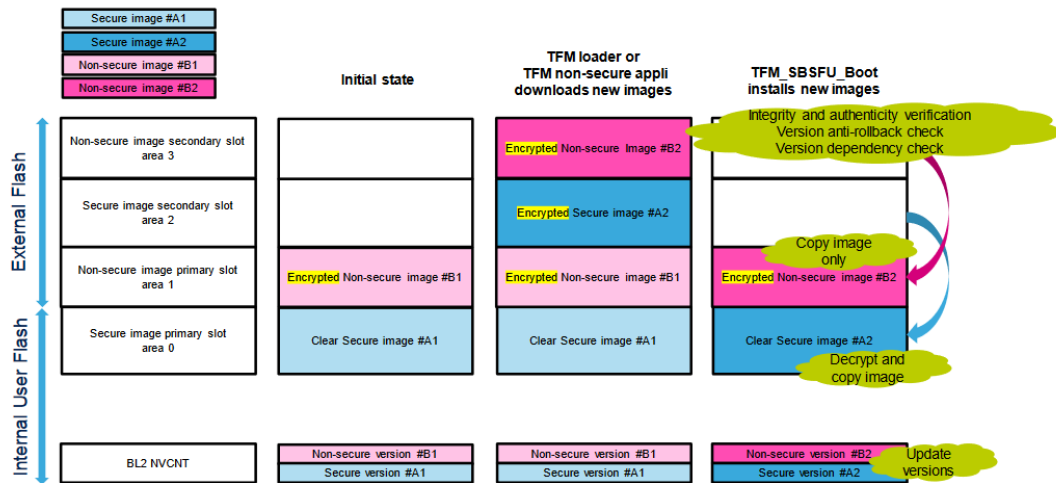 Secure image #A1
Secure image #A2
Non-secure image #B1
Non-secure image #B2
Initial state
TFM loader or
TFM non-secure appli
downloads new images
TFM_SBSFU_Boot
installs new images
Integrity and authenticity verification
Version anti-rollback check
Version dependency check
External Flash
Internal User Flash
Non-secure image secondary slot
area 3
Encrypted Non-secure Image #B2
Secure image secondary slot
area 2
Encrypted Secure image #A2
Copy image
only
Non-secure image primary slot
area 1
Encrypted Non-secure image #B1
Encrypted Non-secure image #B1
Encrypted Non-secure image #B2
Secure image primary slot
area 0
Clear Secure image #A1
Clear Secure image #A1
Clear Secure image #A2
Decrypt and
copy image
BL2 NVCNT
Non-secure version #B1
Secure version #A1
Non-secure version #B1
Secure version #A1
Non-secure version #B2
Secure version #A2
Update
versions